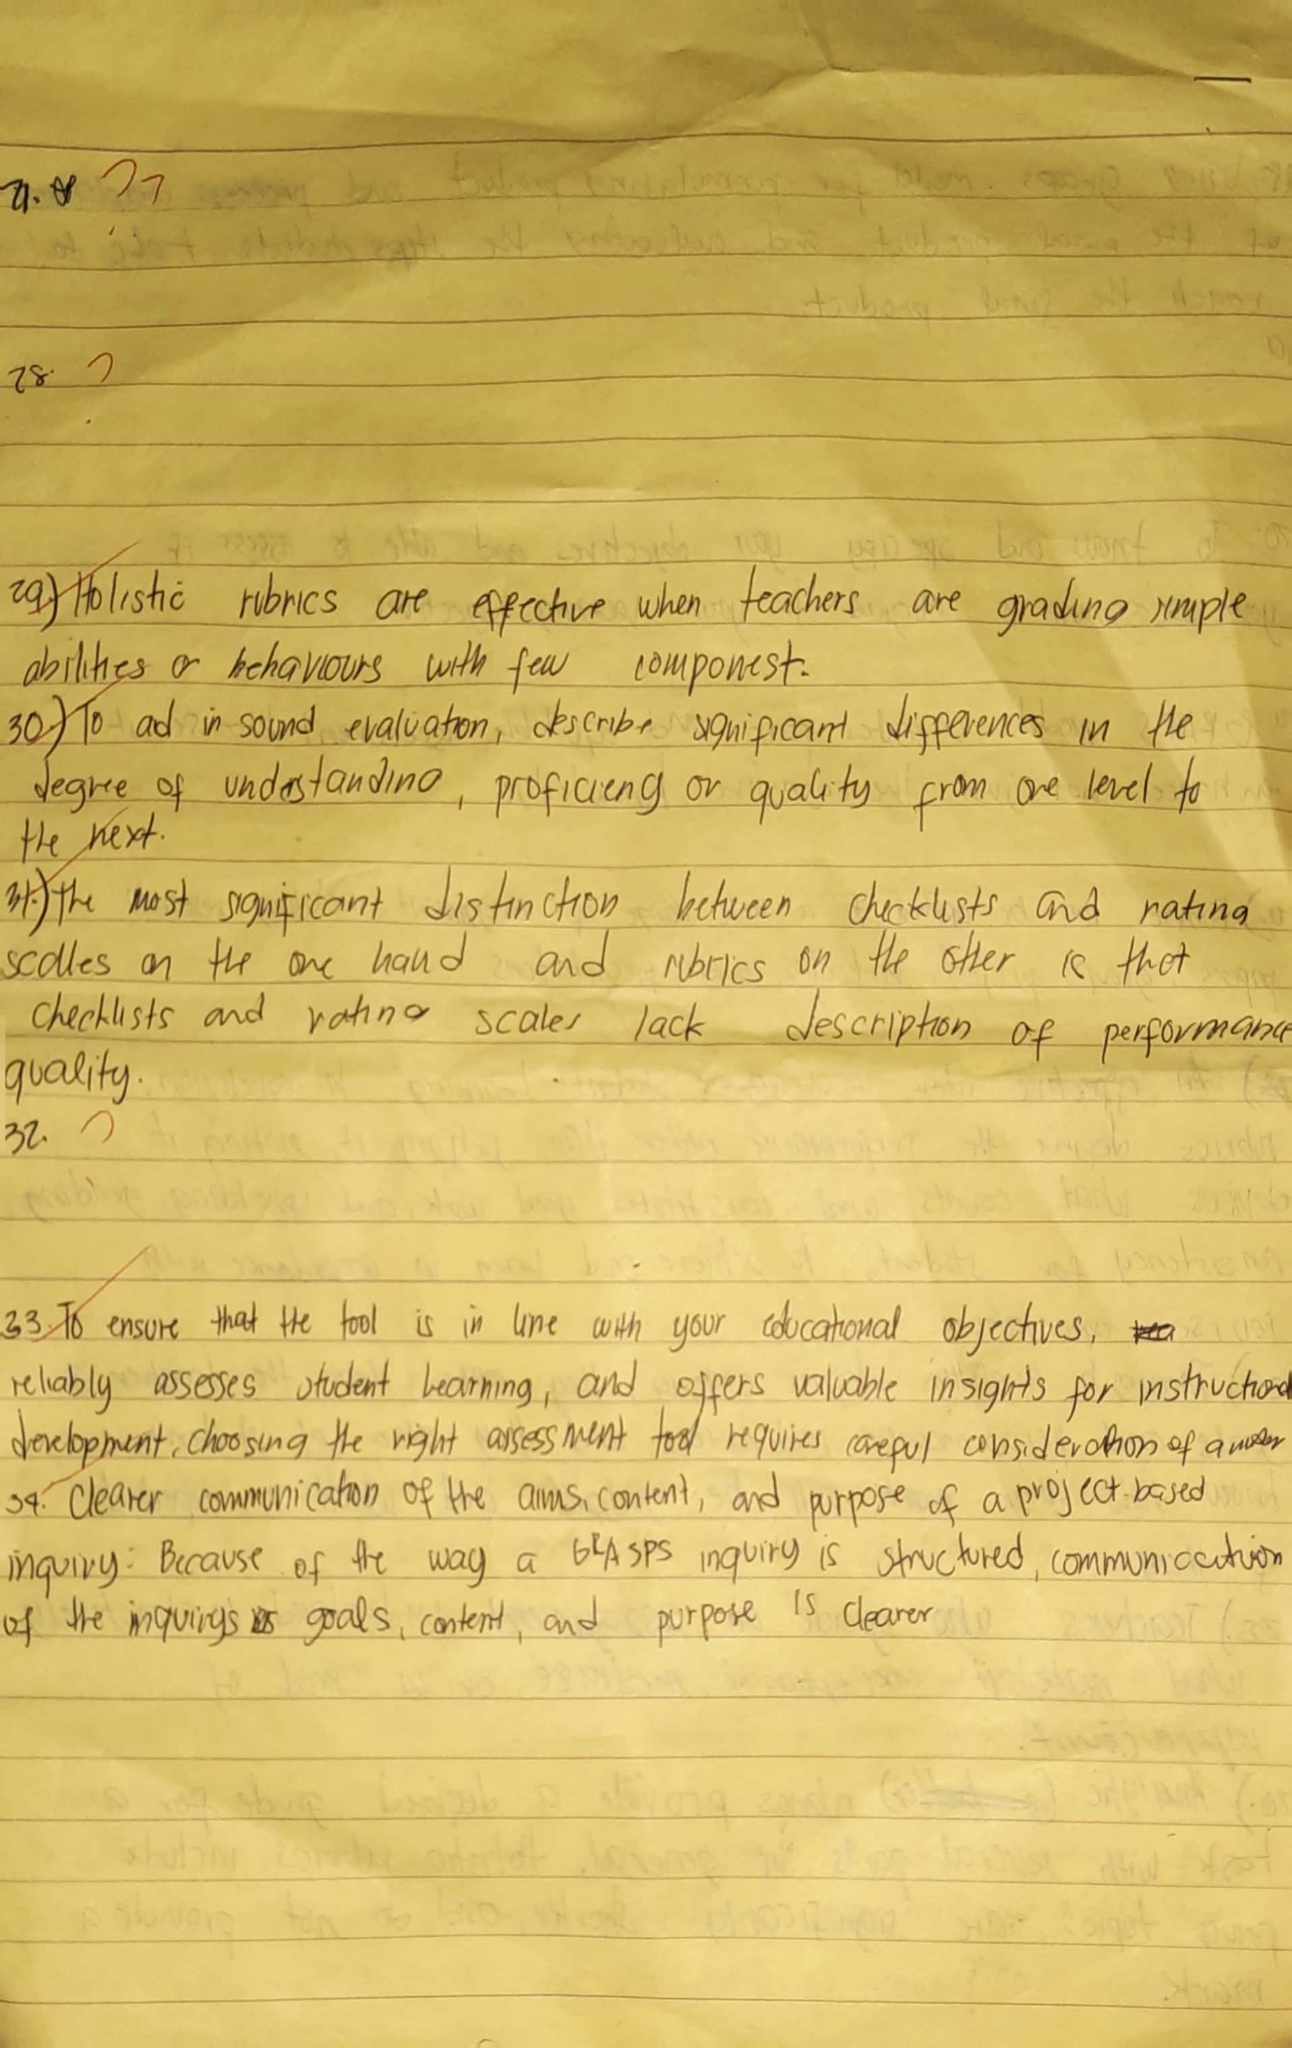 28.
29.) Holistic rubrics are effective when teachers are grading simple
abilities or behaviours with few componest.
30.) To ad in sound evaluation, describe significant differences in the
degree of understanding, proficieng or quality from one level to
the next.
31.) The most significant distinction between checklists and rating
scales on the one hand and rubrics on the other is that
checklists and rating scales lack description of performance
quality.
32.
33. To ensure that the tool is in line with your educational objectives,
reliably assesses student learning, and offers valuable insights for
development, choosing the right assessment tool requires careful consideration of a
34. Clearer communication of the aims, content, and purpose of a project-based
inquiry: Because of the way a GRASPS inquiry is structured, communication
of the inquirys goals, content, and purpose is clearer